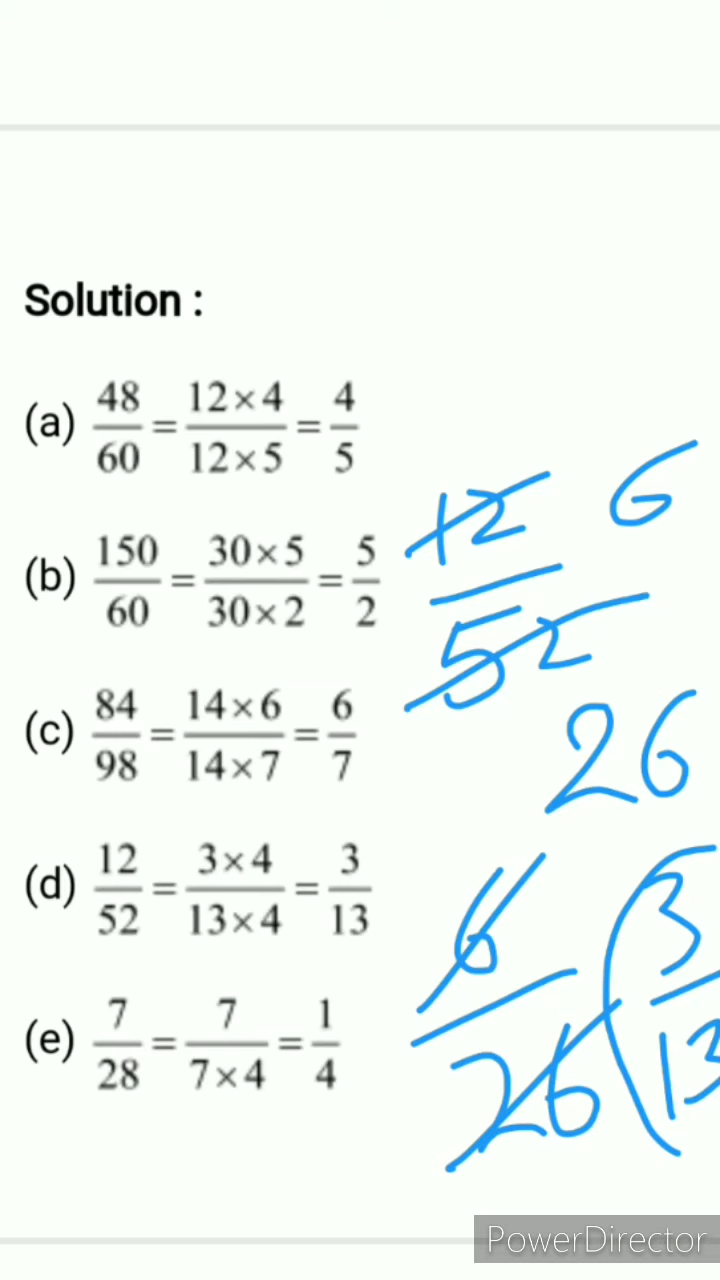 Solution :
(a) 48/60 = 12×4/12×5 = 4/5
(b) 150/60 = 30×5/30×2 = 5/2
(c) 84/98 = 14×6/14×7 = 6/7
(d) 12/52 = 3×4/13×4 = 3/13
(e) 7/28 = 7/7×4 = 1/4
12 6
52
26
6 3
26 13
PowerDirector